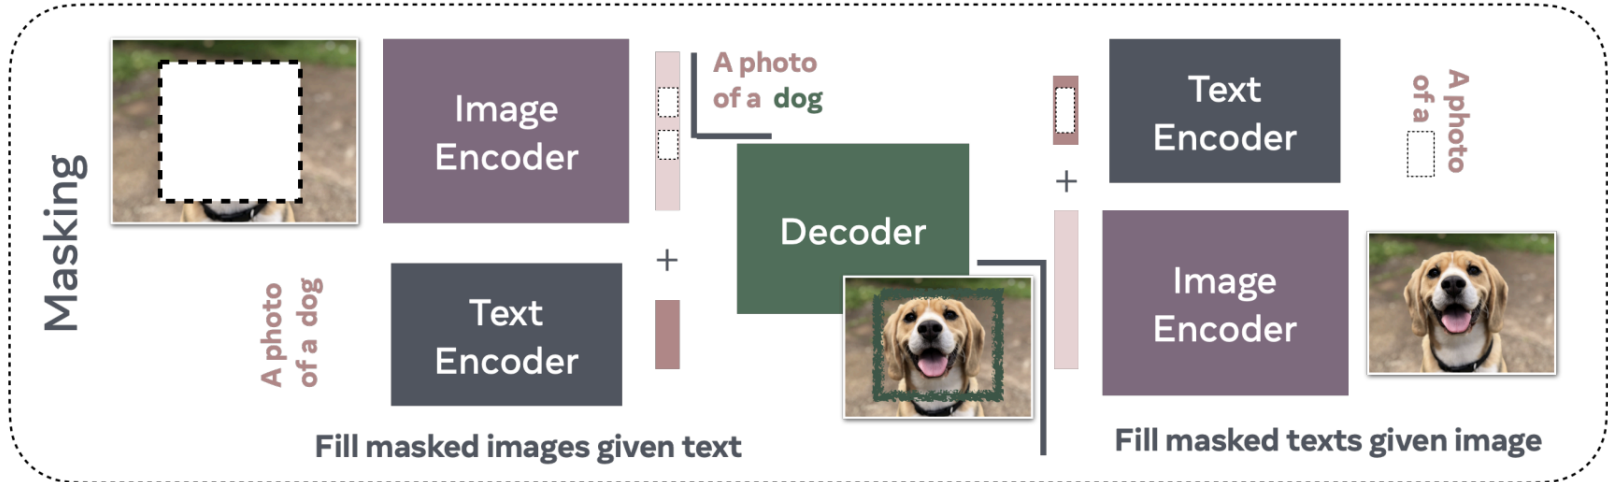 Masking
Image
Encoder
A photo
of a dog
Text
Encoder
+
Fill masked images given text
A photo
of a dog
Decoder
Text
Encoder
+
Image
Encoder
A photo
of a
Fill masked texts given image